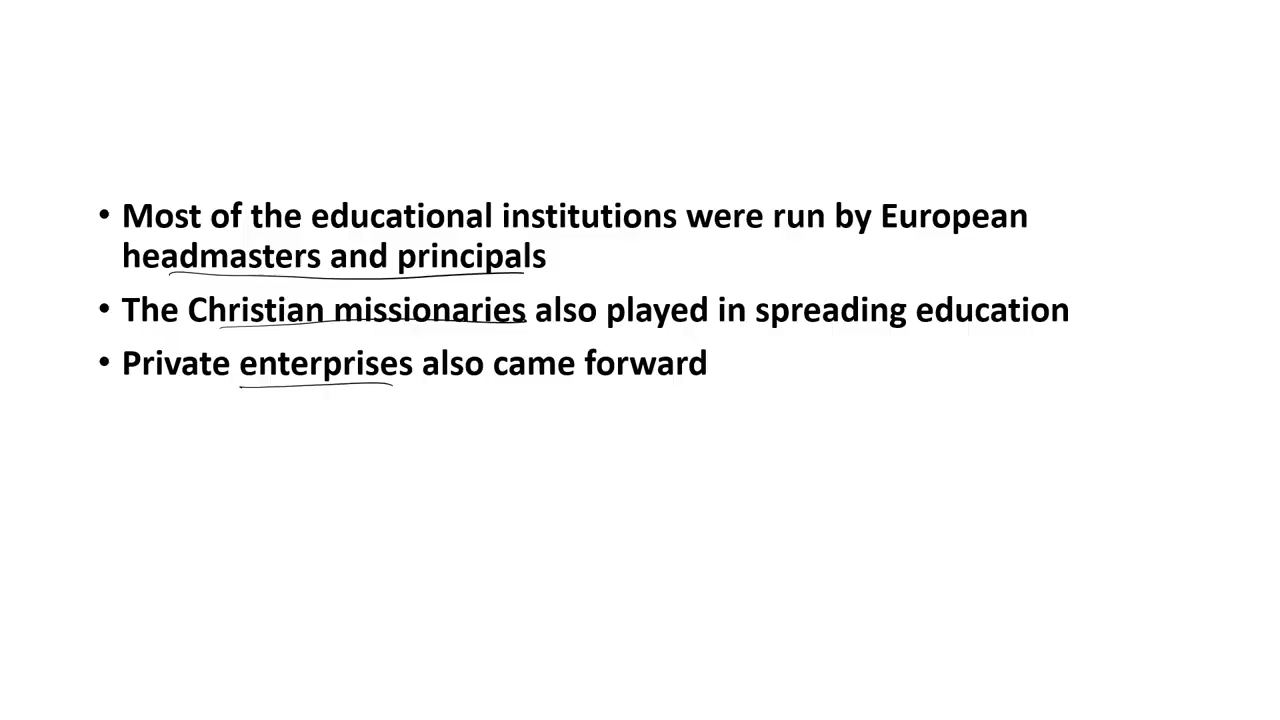 • Most of the educational institutions were run by European
headmasters and principals
• The Christian missionaries also played in spreading education
• Private enterprises also came forward